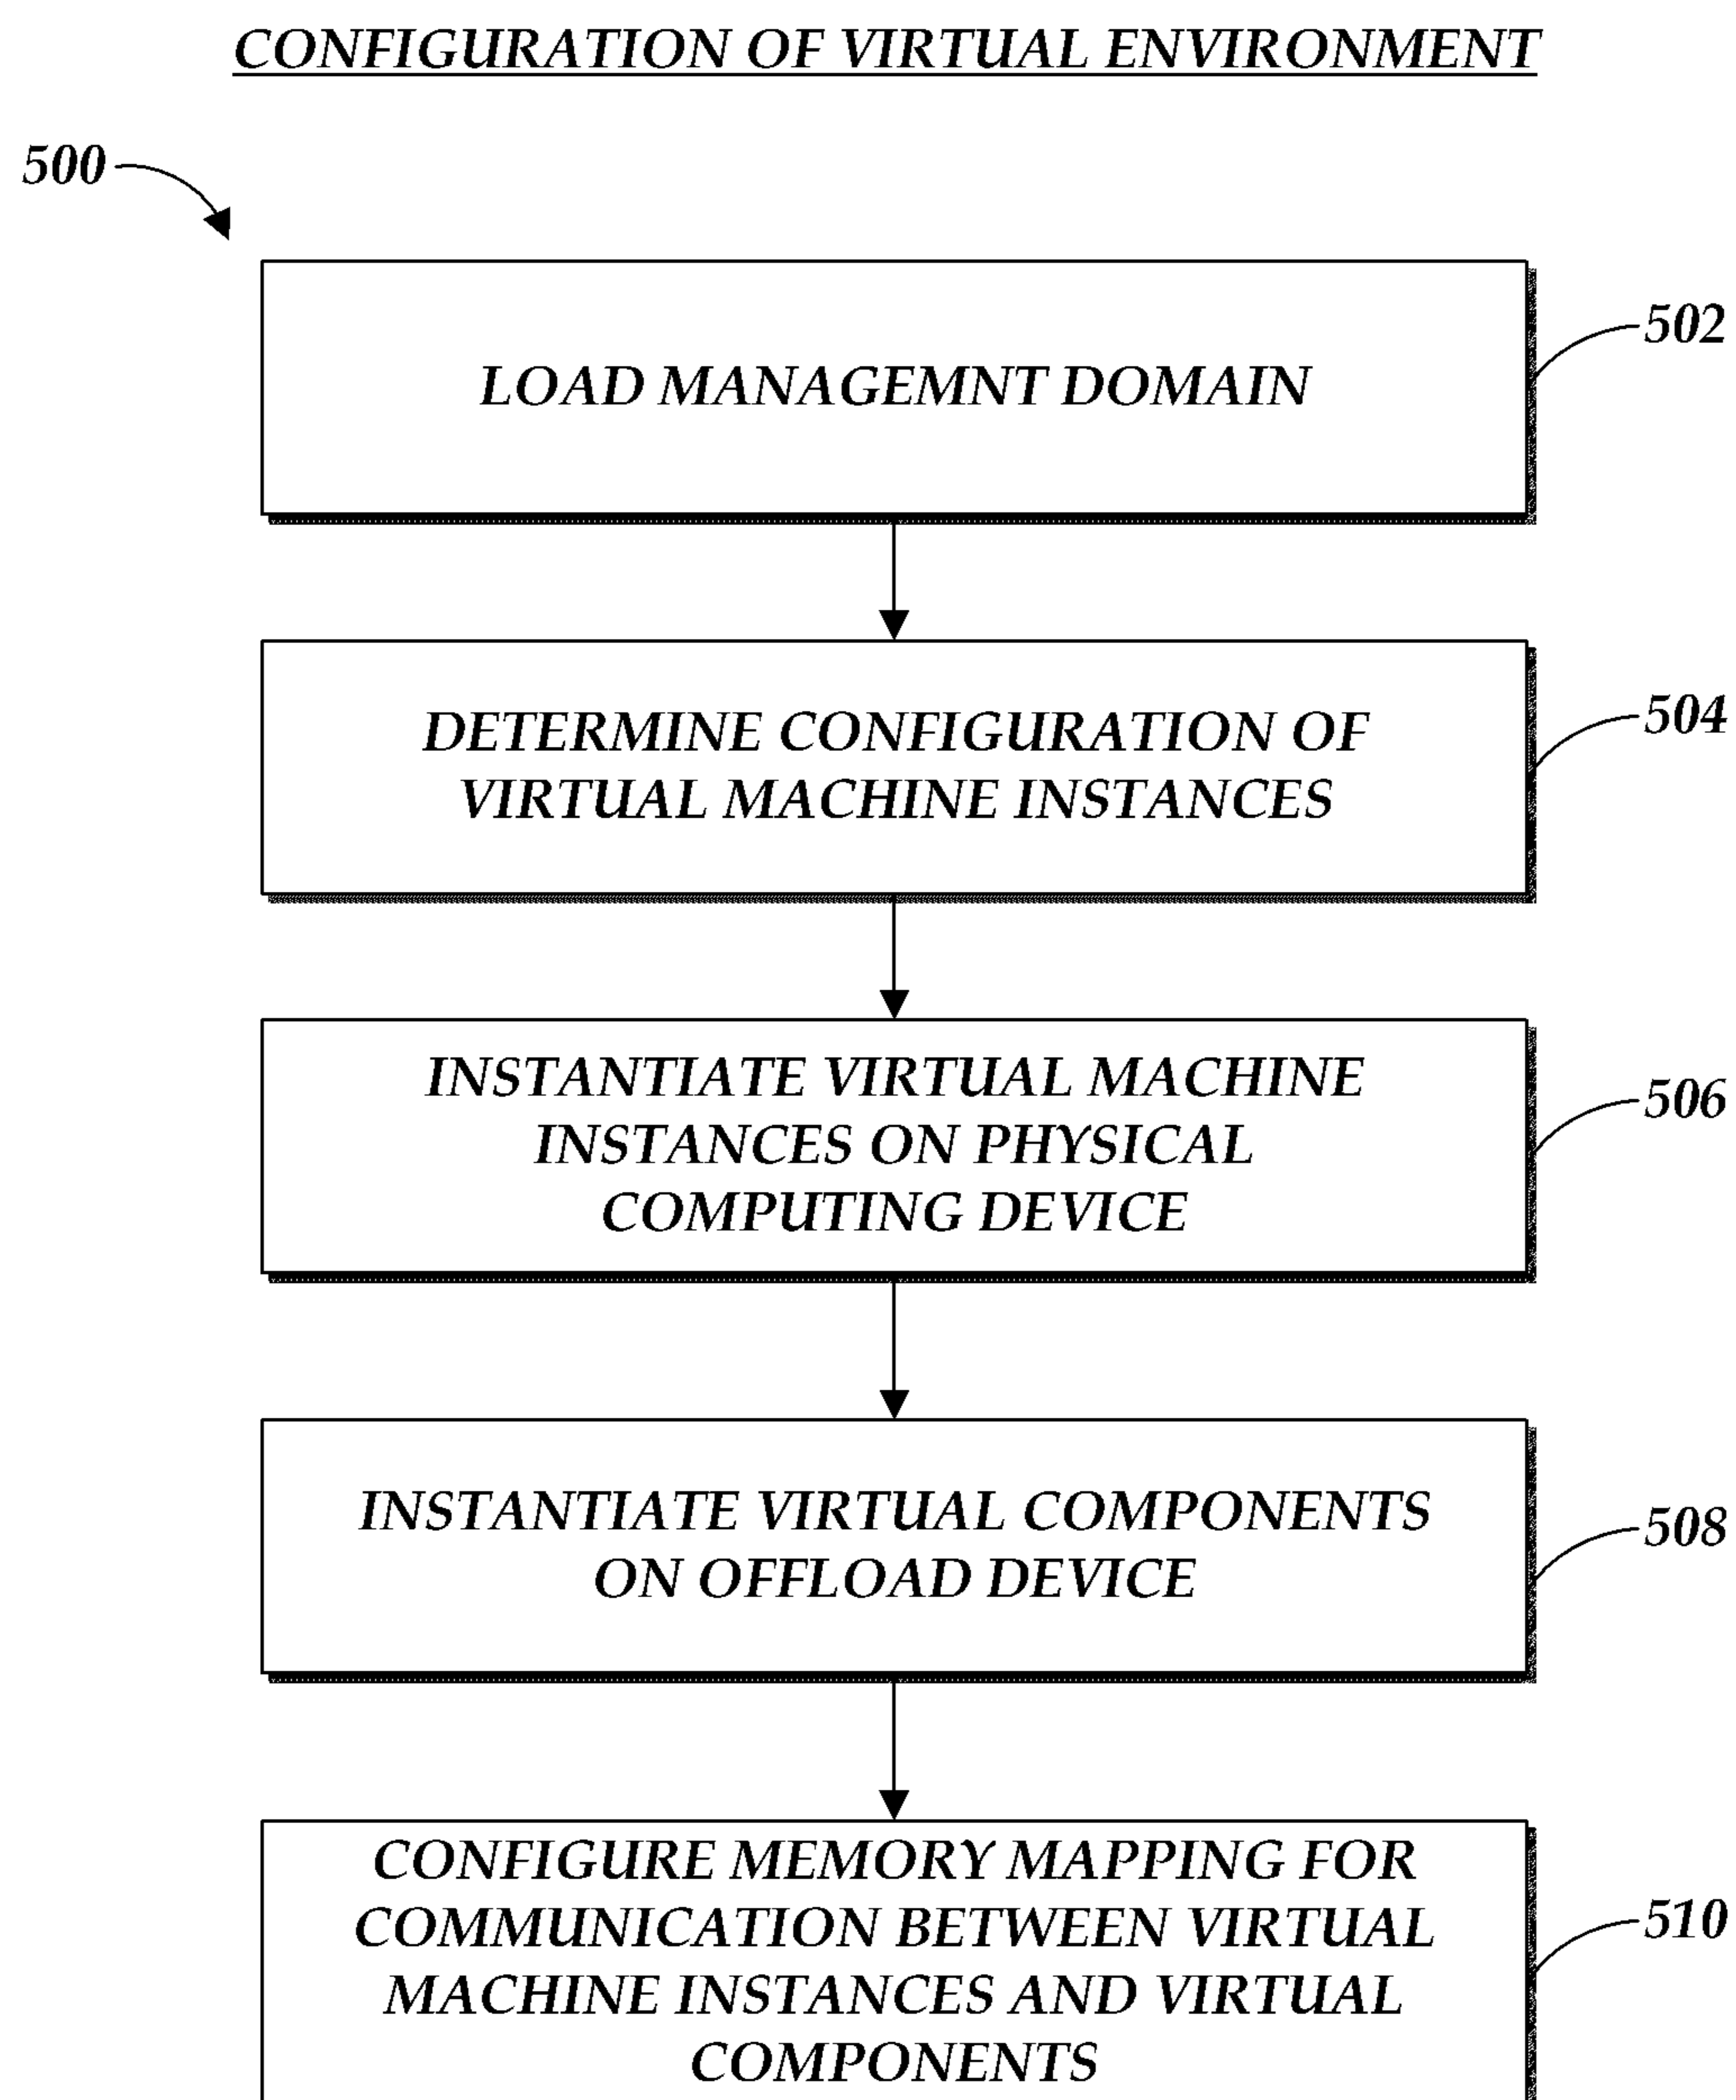 CONFIGURATION OF VIRTUAL ENVIRONMENT
500
LOAD MANAGEMNT DOMAIN
502
DETERMINE CONFIGURATION OF
VIRTUAL MACHINE INSTANCES
504
INSTANTIATE VIRTUAL MACHINE
INSTANCES ON PHYSICAL
COMPUTING DEVICE
506
INSTANTIATE VIRTUAL COMPONENTS
ON OFFLOAD DEVICE
508
CONFIGURE MEMORY MAPPING FOR
COMMUNICATION BETWEEN VIRTUAL
MACHINE INSTANCES AND VIRTUAL
COMPONENTS
510